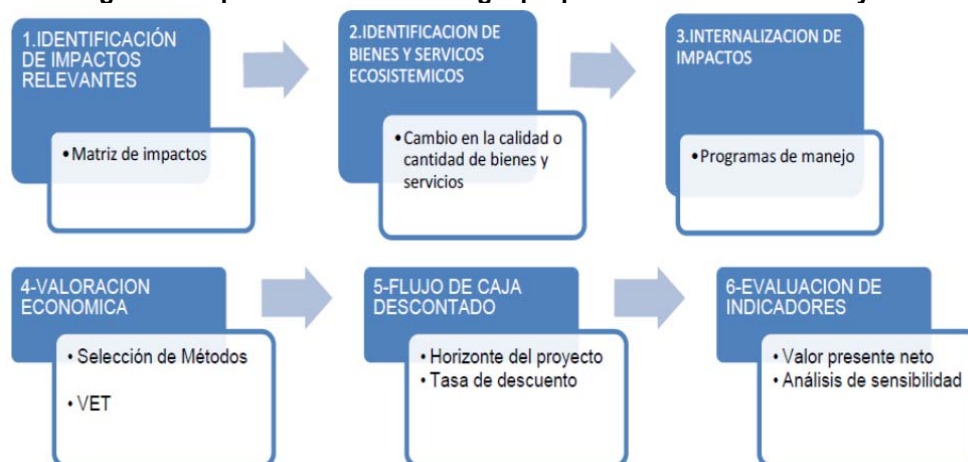 1.IDENTIFICACIÓN
DE IMPACTOS
RELEVANTES
•Matriz de impactos
2.IDENTIFICACION DE
BIENES Y SERVICOS
ECOSISTEMICOS
•Cambio en la calidad o
cantidad de bienes y
servicios
3.INTERNALIZACION DE
IMPACTOS
•Programas de manejo
4-VALORACION
ECONOMICA
• Selección de Métodos
• VET
5-FLUJO DE CAJA
DESCONTADO
• Horizonte del proyecto
• Tasa de descuento
6-EVALUACION DE
INDICADORES
• Valor presente neto
• Análisis de sensibilidad